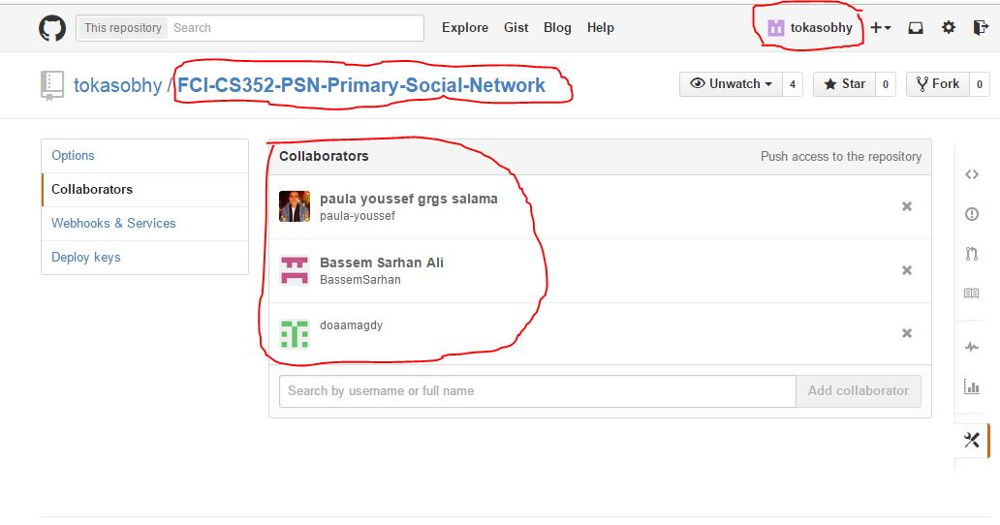 This repository Search Explore Gist Blog Help tokasobhy
tokasobhy / FCI-CS352-PSN-Primary-Social-Network Unwatch 4 Star 0 Fork 0
Options
Collaborators
Webhooks & Services
Deploy keys
Collaborators Push access to the repository
paula youssef grgs salama
paula-youssef
Bassem Sarhan Ali
BassemSarhan
doaamagdy
Search by username or full name Add collaborator